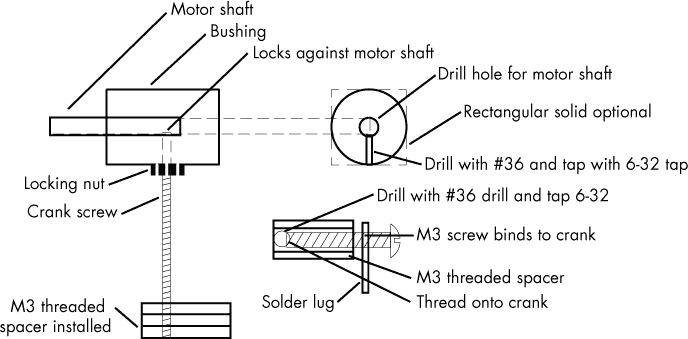 Motor shaft
Bushing
Locks against motor shaft
Drill hole for motor shaft
Rectangular solid optional
Drill with #36 and tap with 6-32 tap
Locking nut
Crank screw
Drill with #36 drill and tap 6-32
M3 screw binds to crank
M3 threaded spacer
Solder lug
Thread onto crank
M3 threaded
spacer installed